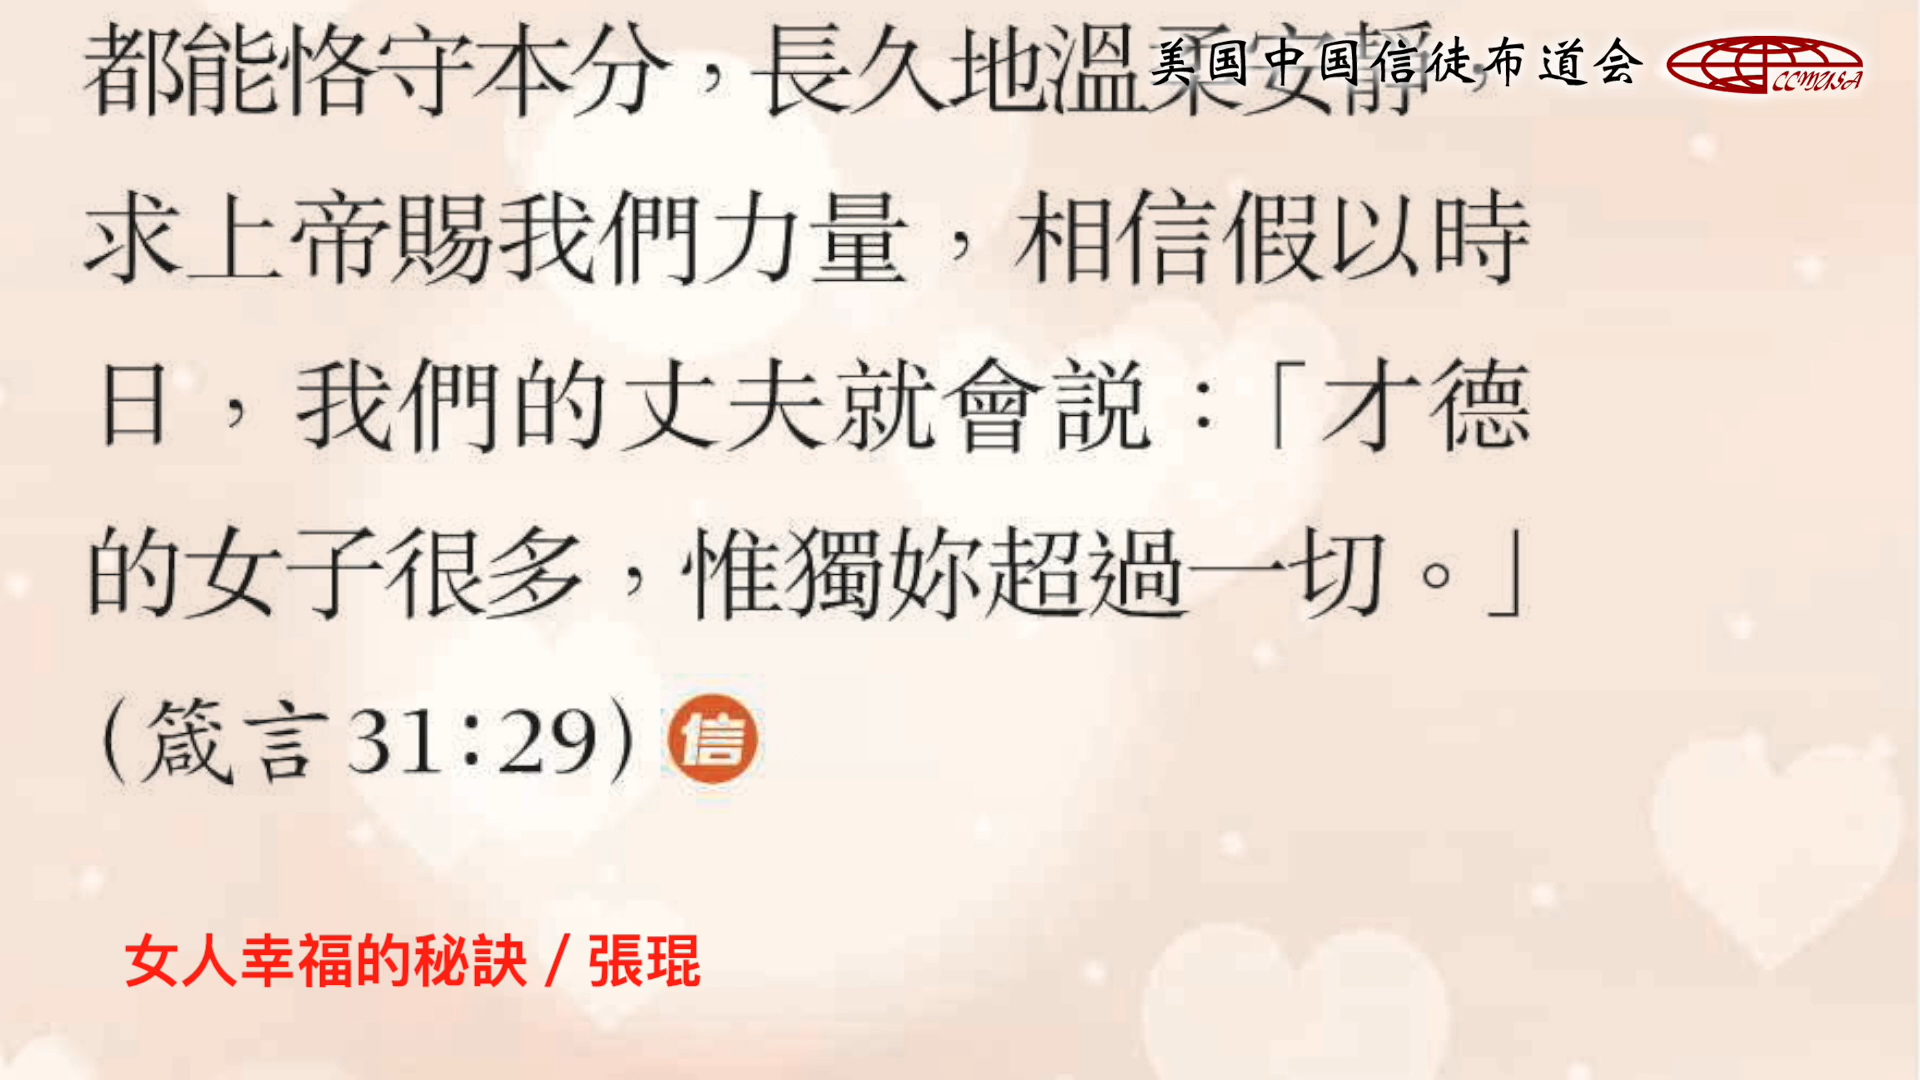 都能恪守本分，長久地溫柔安靜，
美国中国信徒布道会
CCMUSA
求上帝賜我們力量，相信假以時
日，我們的丈夫就會説：「才德
的女子很多，惟獨妳超過一切。」
（箴言31：29）信
女人幸福的秘訣 / 張琨